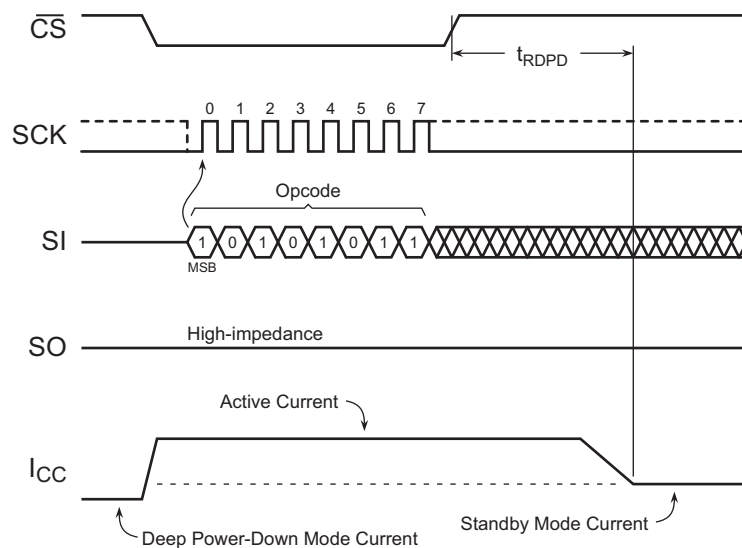 CS
tRDPD
0 1 2 3 4 5 6 7
SCK
Opcode
SI
1 0 1 0 1 0 1 1
MSB
High-impedance
SO
Active Current
ICC
Standby Mode Current
Deep Power-Down Mode Current